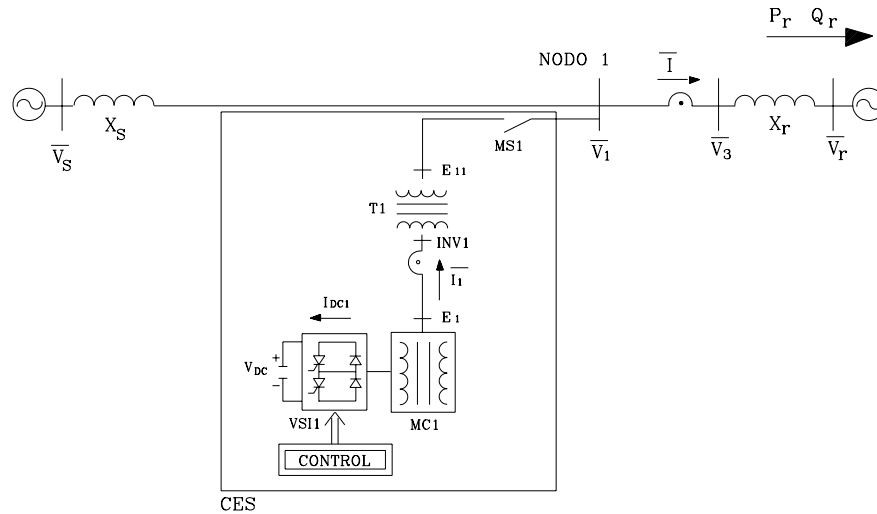 P_r Q_r
NODO 1
I
X_S
X_r
V_S
MS1
V_1
V_3
V_r
E_11
T1
INV1
I_1
I_DC1
E_1
+
V_DC
−
VSI1
MC1
CONTROL
CES